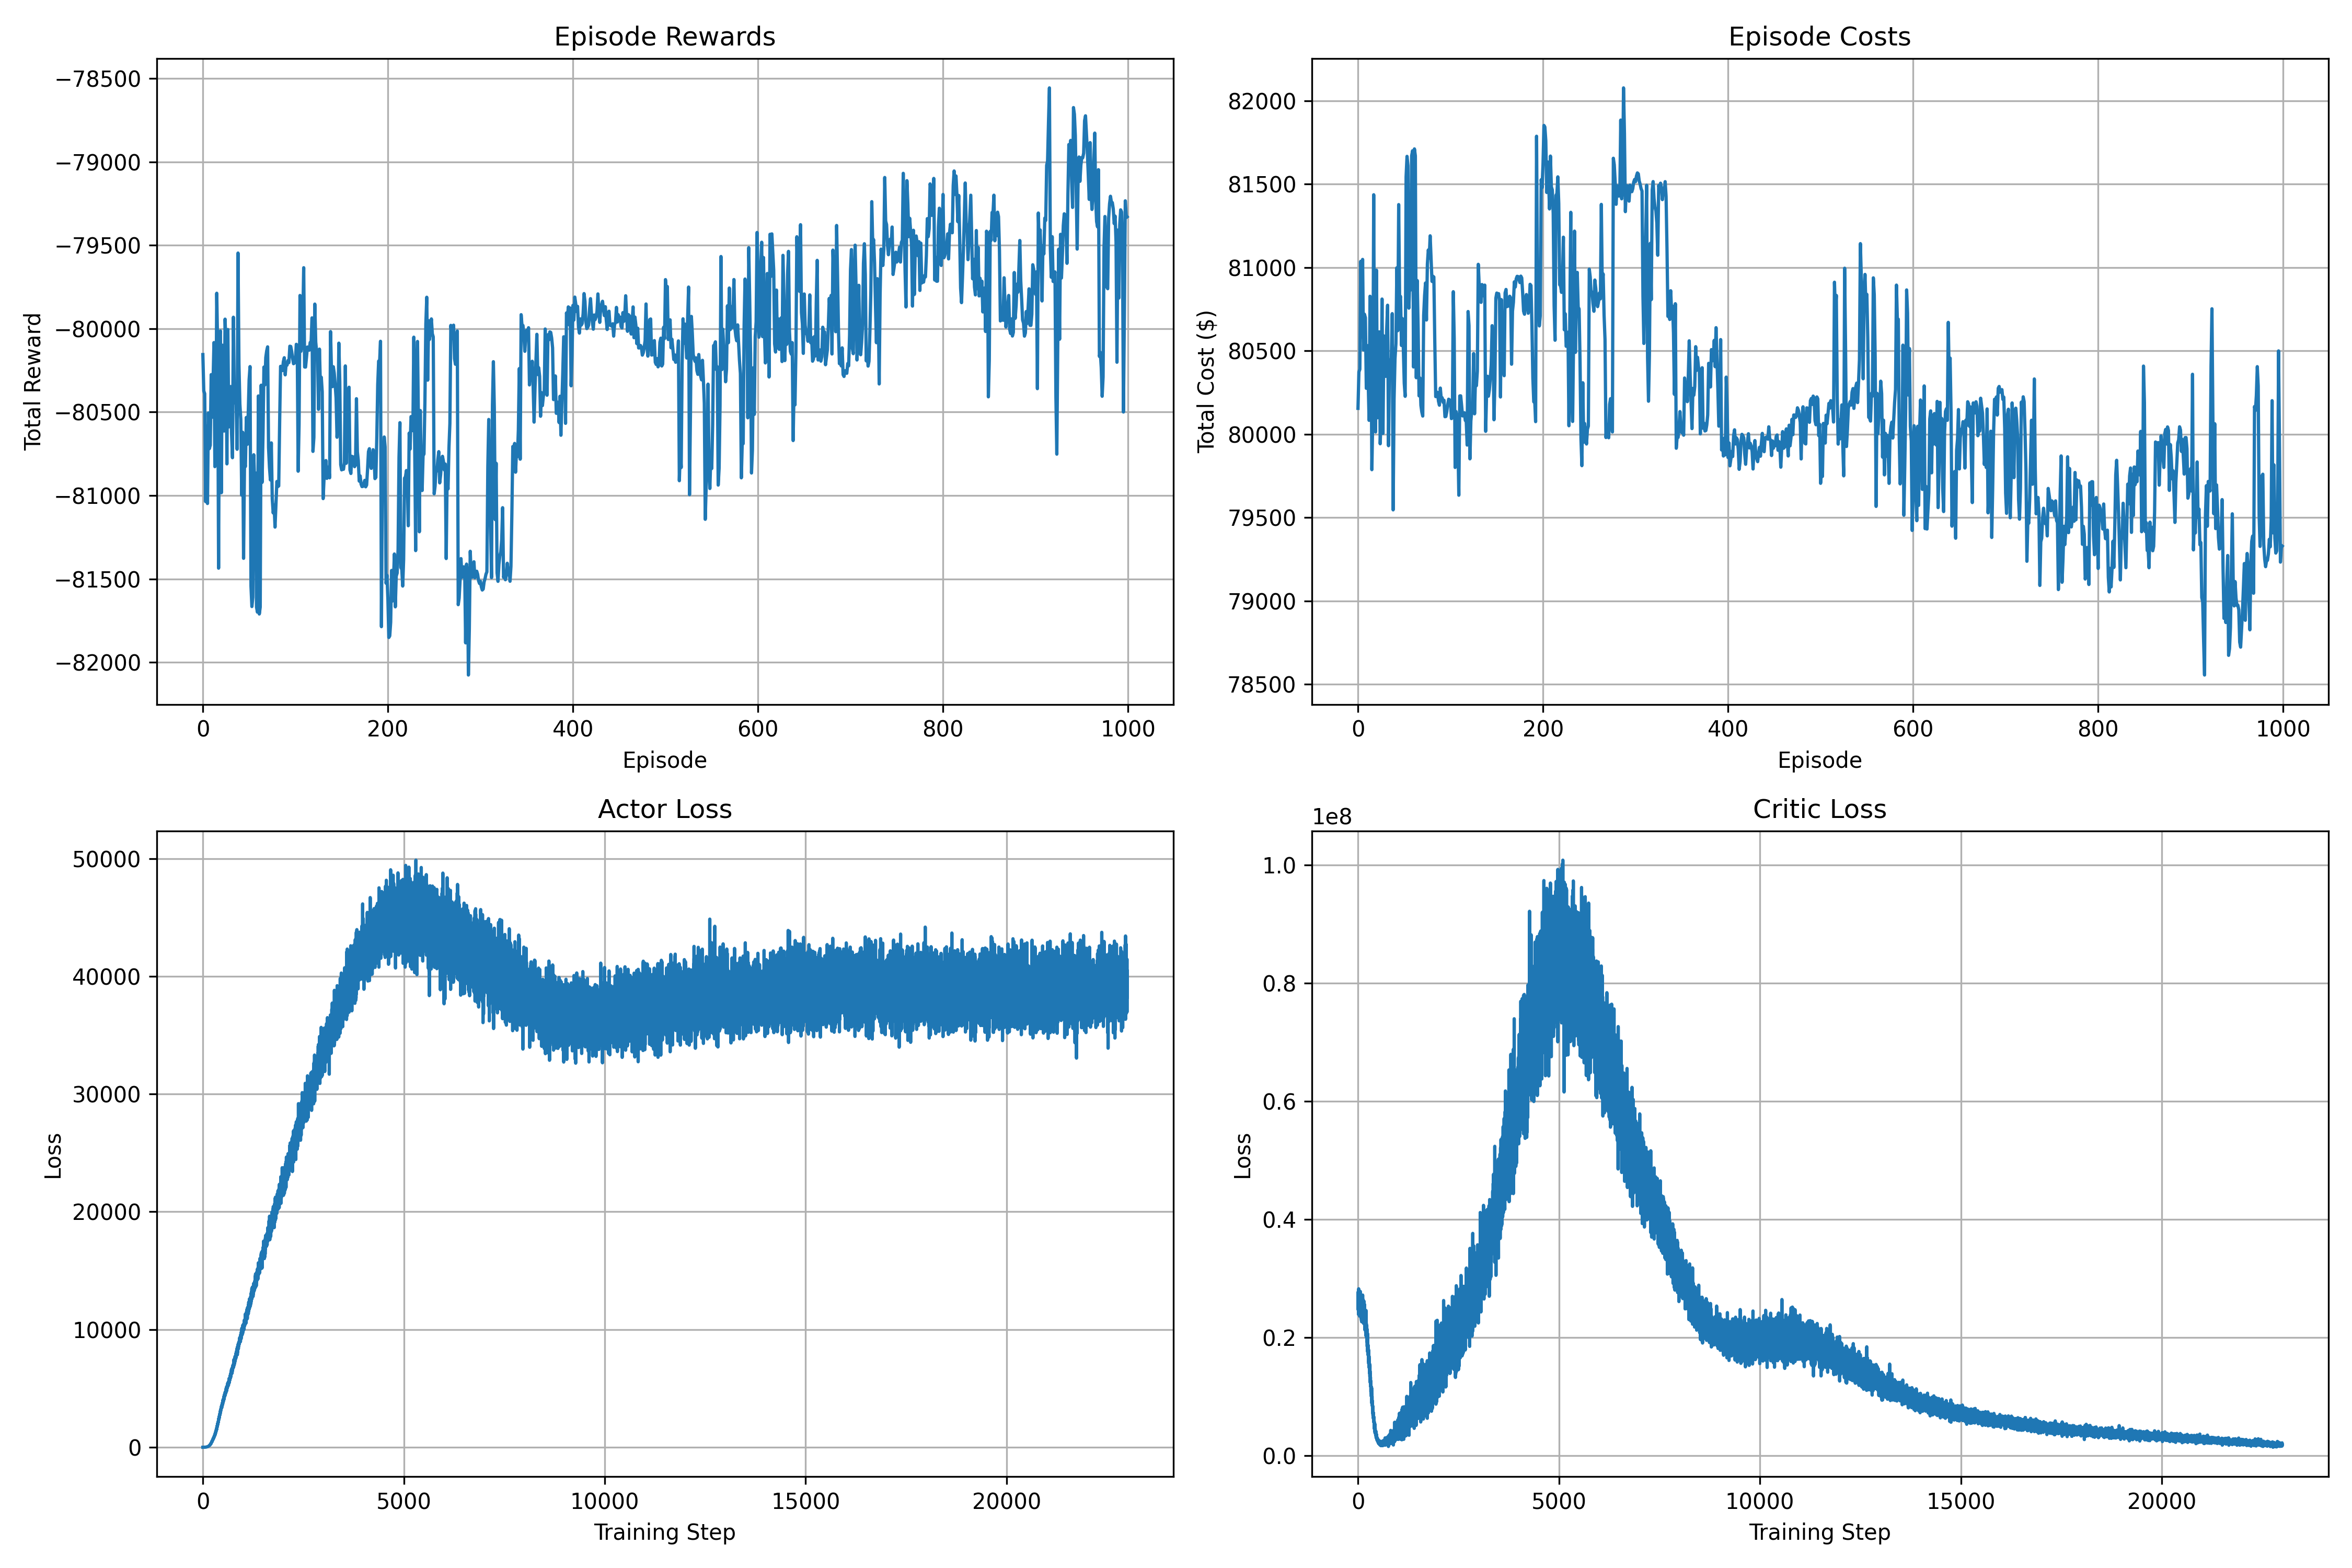 Episode Rewards
Total Reward
−78500
−79000
−79500
−80000
−80500
−81000
−81500
−82000
0 200 400 600 800 1000
Episode
Episode Costs
Total Cost ($)
82000
81500
81000
80500
80000
79500
79000
78500
0 200 400 600 800 1000
Episode
Actor Loss
Loss
50000
40000
30000
20000
10000
0
0 5000 10000 15000 20000
Training Step
Critic Loss
1e8
Loss
1.0
0.8
0.6
0.4
0.2
0.0
0 5000 10000 15000 20000
Training Step